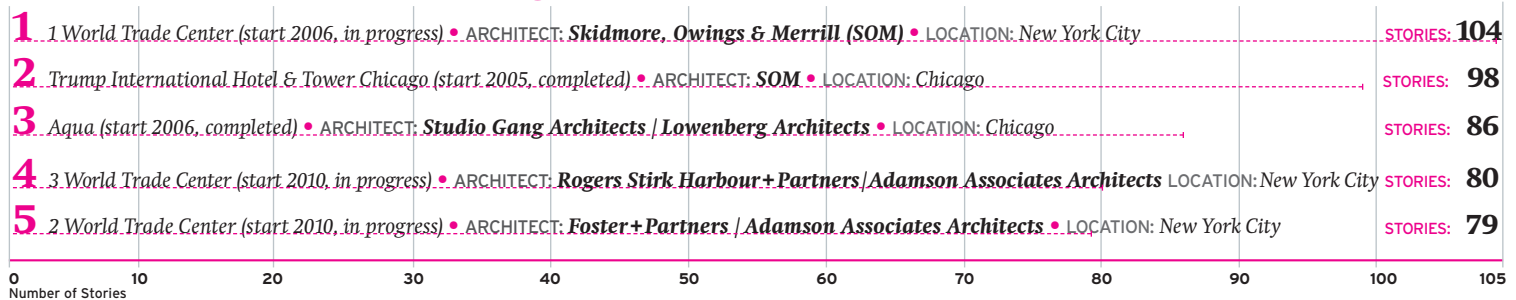 1 1 World Trade Center (start 2006, in progress) • ARCHITECT: Skidmore, Owings & Merrill (SOM) • LOCATION: New York City STORIES: 104
2 Trump International Hotel & Tower Chicago (start 2005, completed) • ARCHITECT: SOM • LOCATION: Chicago STORIES: 98
3 Aqua (start 2006, completed) • ARCHITECT: Studio Gang Architects | Lowenberg Architects • LOCATION: Chicago STORIES: 86
4 3 World Trade Center (start 2010, in progress) • ARCHITECT: Rogers Stirk Harbour+Partners|Adamson Associates Architects LOCATION: New York City STORIES: 80
5 2 World Trade Center (start 2010, in progress) • ARCHITECT: Foster+Partners | Adamson Associates Architects • LOCATION: New York City STORIES: 79
0 10 20 30 40 50 60 70 80 90 100 105
Number of Stories